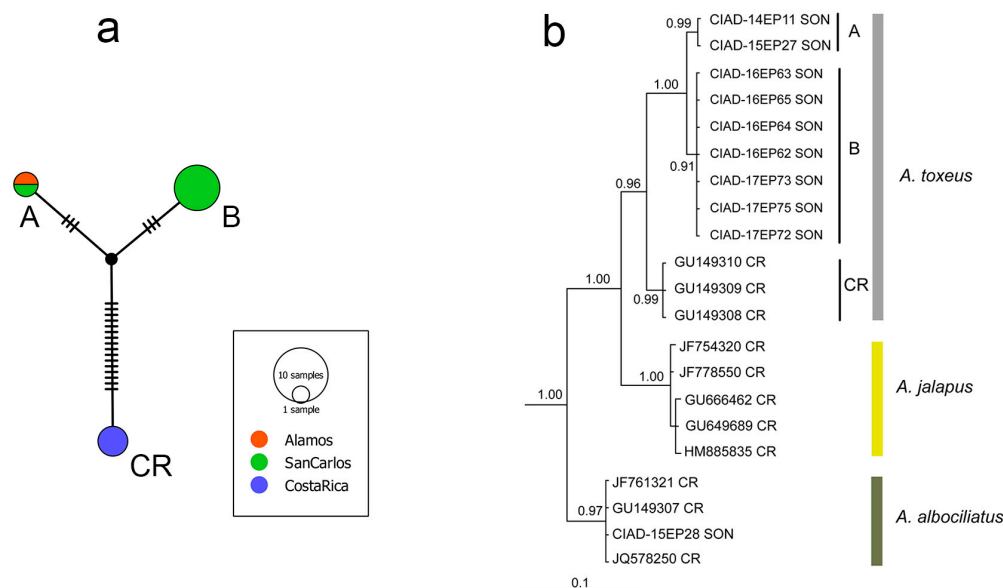 a
A
B
CR
10 samples
1 sample
Alamos
SanCarlos
CostaRica
b
0.99
CIAD-14EP11 SON
CIAD-15EP27 SON
A
1.00
CIAD-16EP63 SON
CIAD-16EP65 SON
CIAD-16EP64 SON
CIAD-16EP62 SON
0.91
CIAD-17EP73 SON
CIAD-17EP75 SON
CIAD-17EP72 SON
B
0.96
GU149310 CR
GU149309 CR
0.99
GU149308 CR
CR
A. toxeus
1.00
JF754320 CR
JF778550 CR
1.00
GU666462 CR
GU649689 CR
HM885835 CR
A. jalapus
1.00
JF761321 CR
GU149307 CR
0.97
CIAD-15EP28 SON
JQ578250 CR
A. albociliatus
0.1